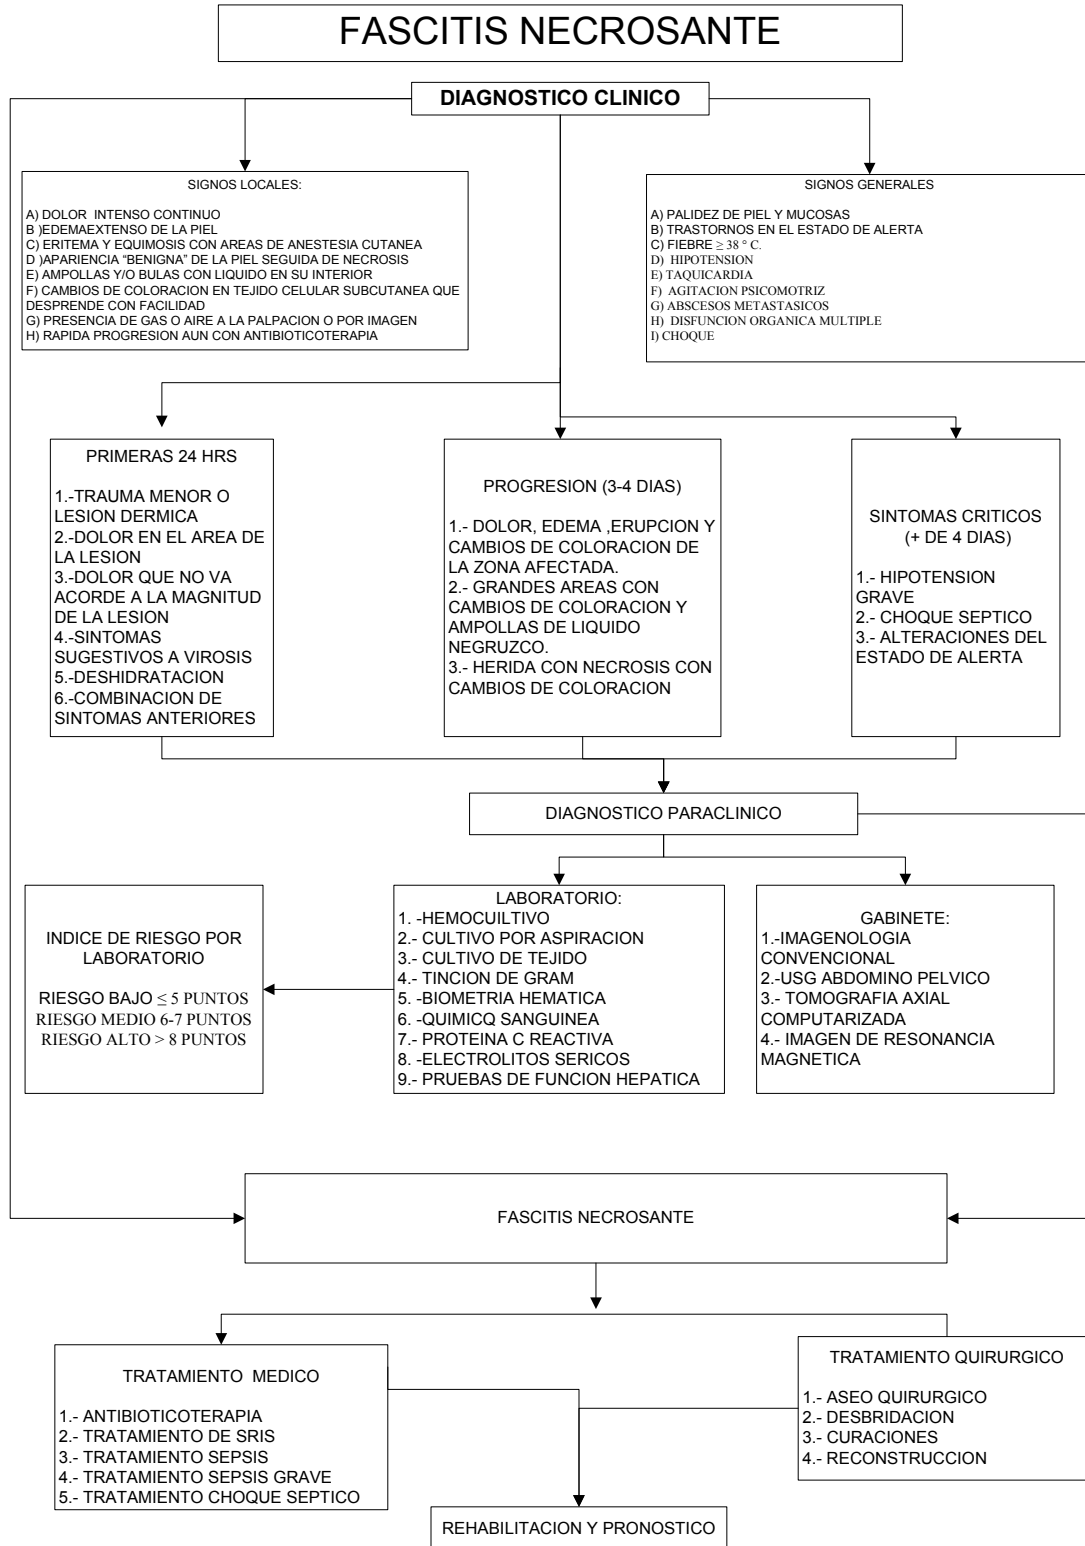 FASCITIS NECROSANTE
DIAGNOSTICO CLINICO
SIGNOS LOCALES:
A) DOLOR INTENSO CONTINUO
B )EDEMAEXTENSO DE LA PIEL
C) ERITEMA Y EQUIMOSIS CON AREAS DE ANESTESIA CUTANEA
D )APARIENCIA “BENIGNA” DE LA PIEL SEGUIDA DE NECROSIS
E) AMPOLLAS Y/O BULAS CON LIQUIDO EN SU INTERIOR
F) CAMBIOS DE COLORACION EN TEJIDO CELULAR SUBCUTANEA QUE
DESPRENDE CON FACILIDAD
G) PRESENCIA DE GAS O AIRE A LA PALPACION O POR IMAGEN
H) RAPIDA PROGRESION AUN CON ANTIBIOTICOTERAPIA
SIGNOS GENERALES
A) PALIDEZ DE PIEL Y MUCOSAS
B) TRASTORNOS EN EL ESTADO DE ALERTA
C) FIEBRE ≥ 38 ° C.
D) HIPOTENSION
E) TAQUICARDIA
F) AGITACION PSICOMOTRIZ
G) ABSCESOS METASTASICOS
H) DISFUNCION ORGANICA MULTIPLE
I) CHOQUE
PRIMERAS 24 HRS
1.-TRAUMA MENOR O
LESION DERMICA
2.-DOLOR EN EL AREA DE
LA LESION
3.-DOLOR QUE NO VA
ACORDE A LA MAGNITUD
DE LA LESION
4.-SINTOMAS
SUGESTIVOS A VIROSIS
5.-DESHIDRATACION
6.-COMBINACION DE
SINTOMAS ANTERIORES
PROGRESION (3-4 DIAS)
1.- DOLOR, EDEMA ,ERUPCION Y
CAMBIOS DE COLORACION DE
LA ZONA AFECTADA.
2.- GRANDES AREAS CON
CAMBIOS DE COLORACION Y
AMPOLLAS DE LIQUIDO
NEGRUZCO.
3.- HERIDA CON NECROSIS CON
CAMBIOS DE COLORACION
SINTOMAS CRITICOS
(+ DE 4 DIAS)
1.- HIPOTENSION
GRAVE
2.- CHOQUE SEPTICO
3.- ALTERACIONES DEL
ESTADO DE ALERTA
DIAGNOSTICO PARACLINICO
INDICE DE RIESGO POR
LABORATORIO
RIESGO BAJO ≤ 5 PUNTOS
RIESGO MEDIO 6-7 PUNTOS
RIESGO ALTO > 8 PUNTOS
LABORATORIO:
1. -HEMOCUILTIVO
2.- CULTIVO POR ASPIRACION
3.- CULTIVO DE TEJIDO
4.- TINCION DE GRAM
5. -BIOMETRIA HEMATICA
6. -QUIMICQ SANGUINEA
7.- PROTEINA C REACTIVA
8. -ELECTROLITOS SERICOS
9.- PRUEBAS DE FUNCION HEPATICA
GABINETE:
1.-IMAGENOLOGIA
CONVENCIONAL
2.-USG ABDOMINO PELVICO
3.- TOMOGRAFIA AXIAL
COMPUTARIZADA
4.- IMAGEN DE RESONANCIA
MAGNETICA
FASCITIS NECROSANTE
TRATAMIENTO MEDICO
1.- ANTIBIOTICOTERAPIA
2.- TRATAMIENTO DE SRIS
3.- TRATAMIENTO SEPSIS
4.- TRATAMIENTO SEPSIS GRAVE
5.- TRATAMIENTO CHOQUE SEPTICO
TRATAMIENTO QUIRURGICO
1.- ASEO QUIRURGICO
2.- DESBRIDACION
3.- CURACIONES
4.- RECONSTRUCCION
REHABILITACION Y PRONOSTICO